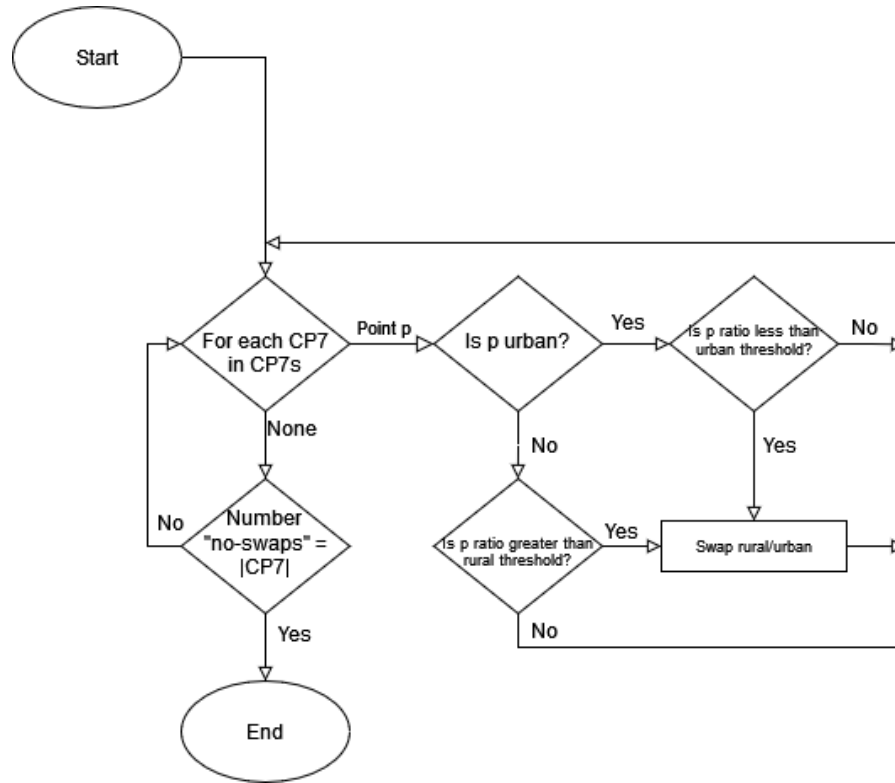 Start
For each CP7
in CP7s
Point p
Is p urban?
Yes
Is p ratio less than
urban threshold?
No
None
No
Yes
No
Number
"no-swaps" =
|CP7|
Is p ratio greater than
rural threshold?
Yes
Swap rural/urban
Yes
No
End